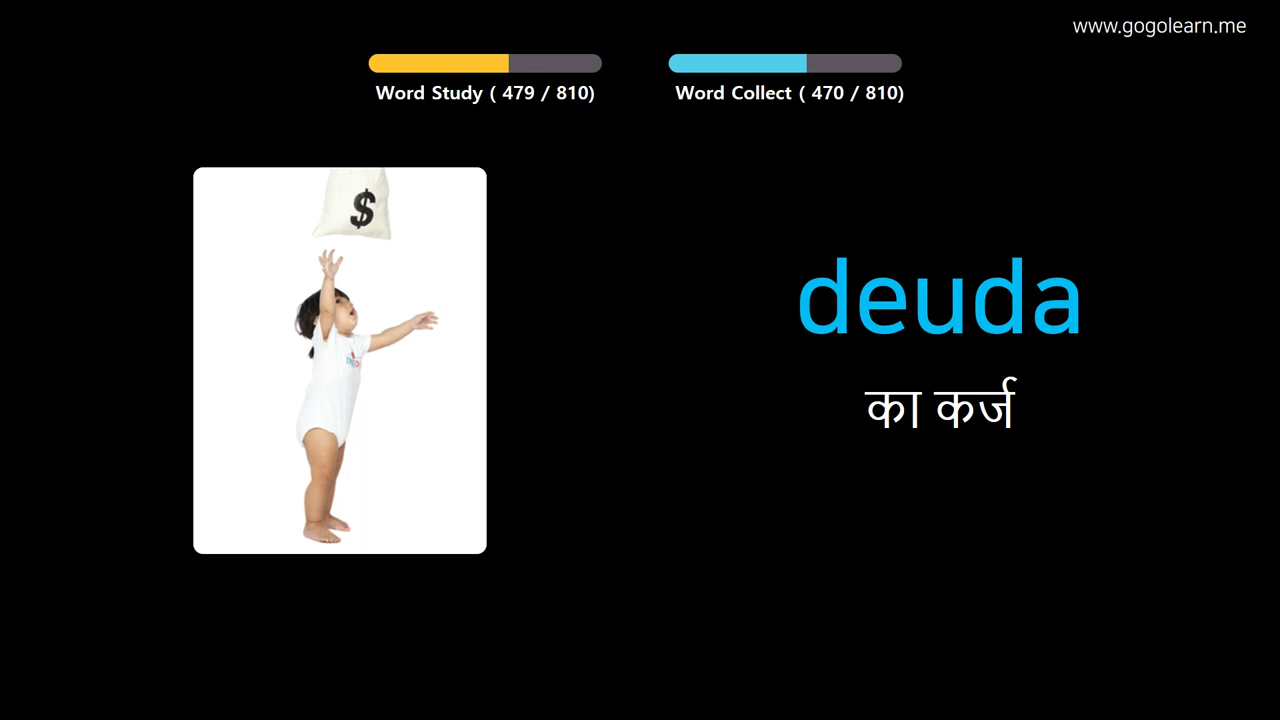 www.gogolearn.me
Word Study ( 479 / 810)
Word Collect ( 470 / 810)
$
deuda
का कर्ज